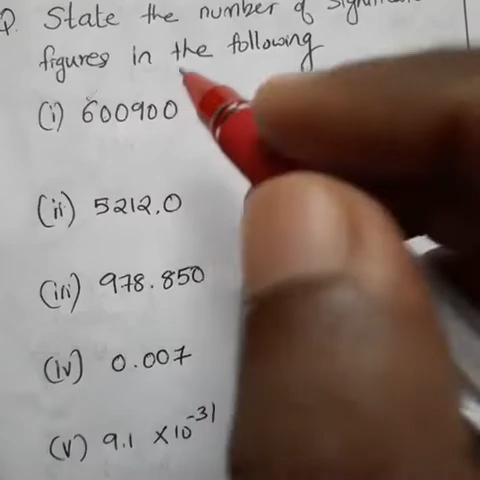 Q. State the number of
figures in the following
(i) 600900
(ii) 5212.0
(iii) 978.850
(iv) 0.007
(v) 9.1 ×10⁻³¹